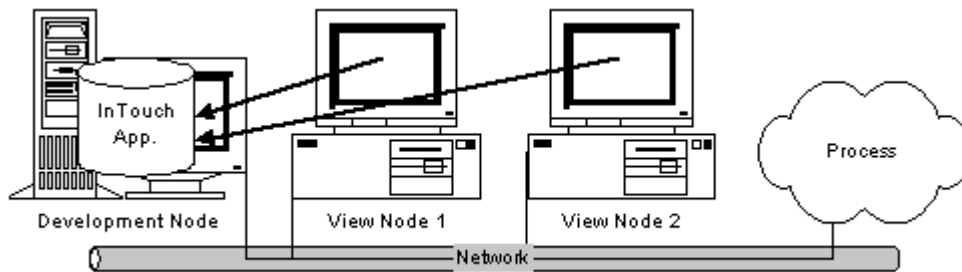 InTouch
App.
Process
Development Node
View Node 1
View Node 2
Network